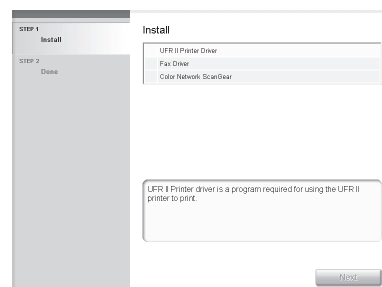 STEP 1
Install
STEP 2
Done
Install
UFR II Printer Driver
Fax Driver
Color Network ScanGear
UFR II Printer driver is a program required for using the UFR II
printer to print.
Next